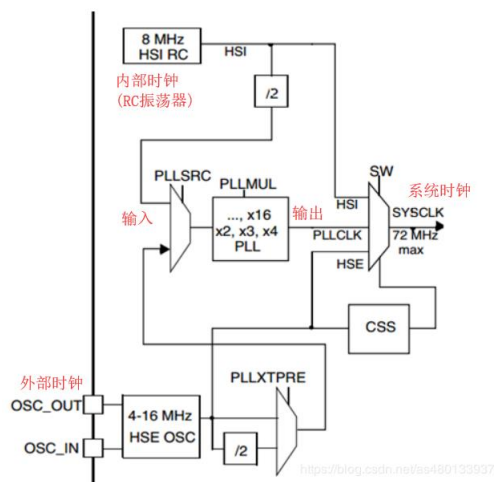 8 MHz
HSI RC
HSI
内部时钟
(RC振荡器)
/2
PLLSRC
PLLMUL
SW
系统时钟
..., x16
x2, x3, x4
PLL
输入
输出
HSI
SYSCLK
PLLCLK
72 MHz
max
HSE
CSS
外部时钟
PLLXTPRE
OSC_OUT
4-16 MHz
HSE OSC
OSC_IN
/2
https://blog.csdn.net/as480133937